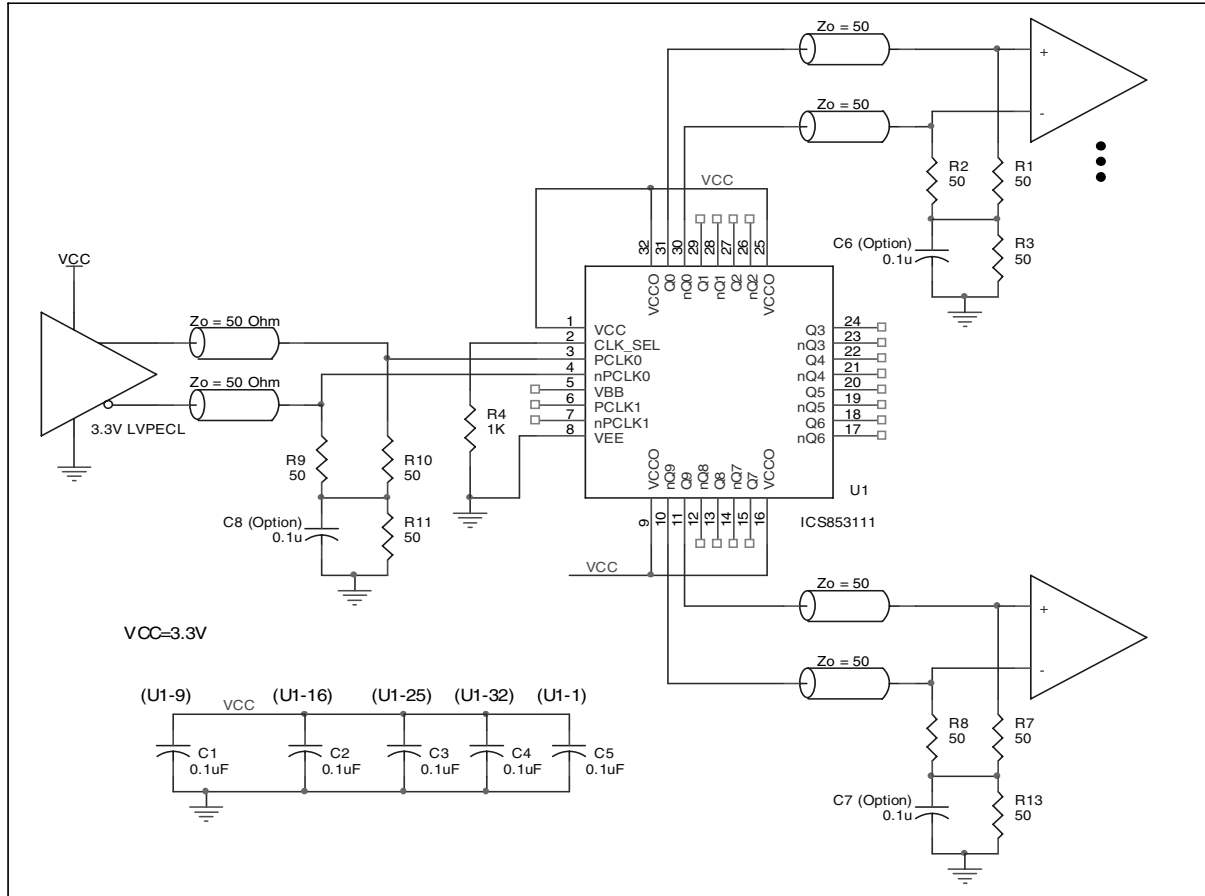 Zo = 50
+
Zo = 50
-
R2
50
R1
50
C6 (Option)
0.1u
R3
50
VCC
32
31
30
29
28
27
26
25
VCCO
Q0
nQ0
Q1
nQ1
Q2
nQ2
VCCO
VCC
Zo = 50 Ohm
Zo = 50 Ohm
3.3V LVPECL
R9
50
R10
50
C8 (Option)
0.1u
R11
50
R4
1K
1
VCC
2
CLK_SEL
3
PCLK0
4
nPCLK0
5
VBB
6
PCLK1
7
nPCLK1
8
VEE
Q3
24
nQ3
23
Q4
22
nQ4
21
Q5
20
nQ5
19
Q6
18
nQ6
17
VCCO
nQ9
Q9
nQ8
Q8
nQ7
Q7
VCCO
9
10
11
12
13
14
15
16
U1
ICS853111
VCC
Zo = 50
+
Zo = 50
-
R8
50
R7
50
C7 (Option)
0.1u
R13
50
VCC=3.3V
(U1-9)
(U1-16)
(U1-25)
(U1-32)
(U1-1)
VCC
C1
0.1uF
C2
0.1uF
C3
0.1uF
C4
0.1uF
C5
0.1uF